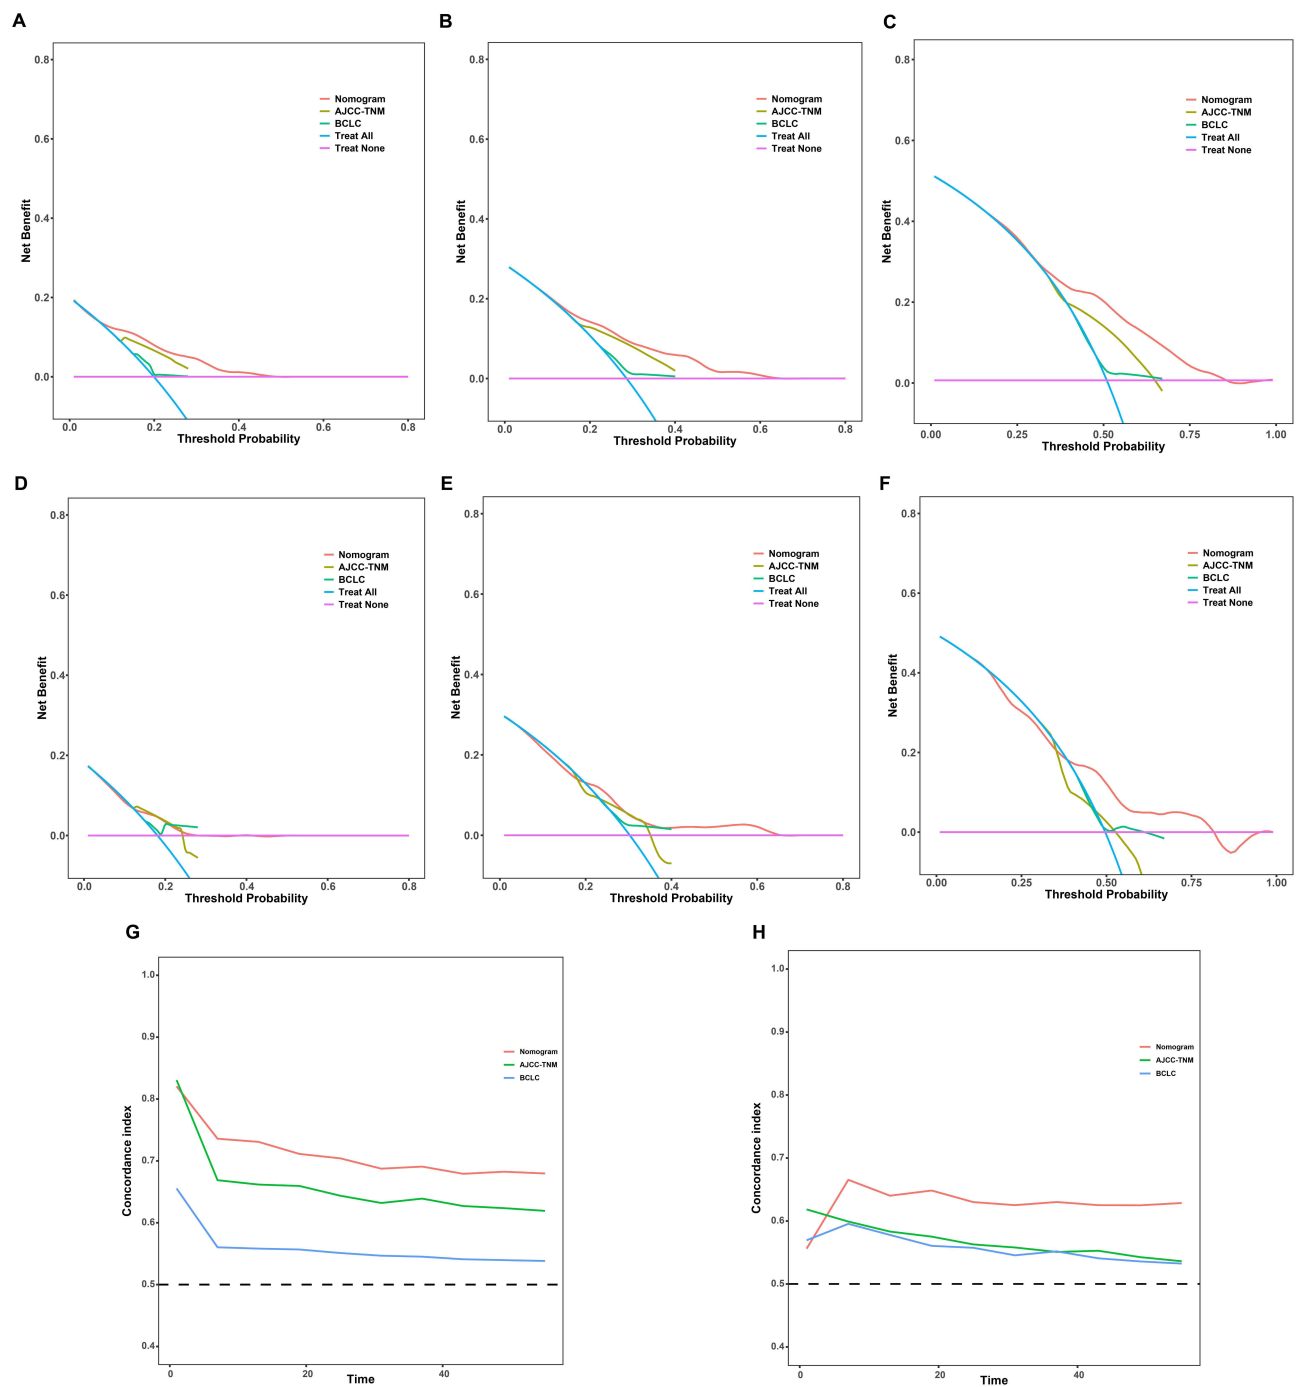 A
0.8
0.6
0.4
0.2
0.0
Net Benefit
Nomogram
AJCC-TNM
BCLC
Treat All
Treat None
0.0 0.2 0.4 0.6 0.8
Threshold Probability
B
0.8
0.6
0.4
0.2
0.0
Net Benefit
Nomogram
AJCC-TNM
BCLC
Treat All
Treat None
0.0 0.2 0.4 0.6 0.8
Threshold Probability
C
0.8
0.6
0.4
0.2
0.0
Net Benefit
Nomogram
AJCC-TNM
BCLC
Treat All
Treat None
0.00 0.25 0.50 0.75 1.00
Threshold Probability
D
0.8
0.6
0.4
0.2
0.0
Net Benefit
Nomogram
AJCC-TNM
BCLC
Treat All
Treat None
0.0 0.2 0.4 0.6 0.8
Threshold Probability
E
0.8
0.6
0.4
0.2
0.0
Net Benefit
Nomogram
AJCC-TNM
BCLC
Treat All
Treat None
0.0 0.2 0.4 0.6 0.8
Threshold Probability
F
0.8
0.6
0.4
0.2
0.0
Net Benefit
Nomogram
AJCC-TNM
BCLC
Treat All
Treat None
0.00 0.25 0.50 0.75 1.00
Threshold Probability
G
1.0
0.9
0.8
0.7
0.6
0.5
0.4
Concordance index
Nomogram
AJCC-TNM
BCLC
0 20 40
Time
H
1.0
0.9
0.8
0.7
0.6
0.5
0.4
Concordance index
Nomogram
AJCC-TNM
BCLC
0 20 40
Time